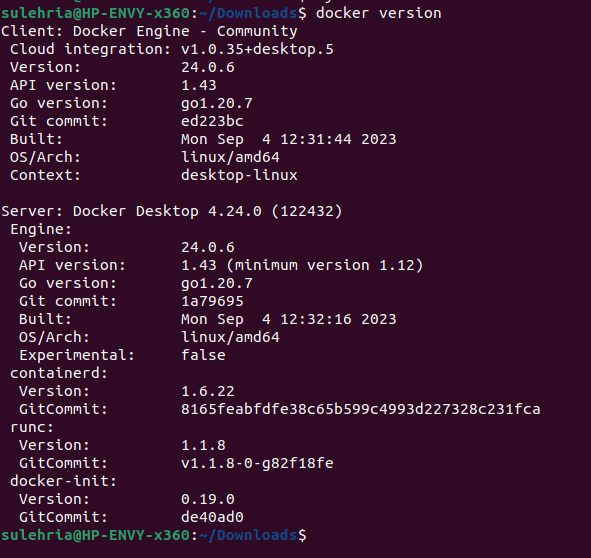 sulehria@HP-ENVY-x360:~/Downloads$ docker version
Client: Docker Engine - Community
 Cloud integration: v1.0.35+desktop.5
 Version:           24.0.6
 API version:       1.43
 Go version:        go1.20.7
 Git commit:        ed223bc
 Built:             Mon Sep  4 12:31:44 2023
 OS/Arch:           linux/amd64
 Context:           desktop-linux

Server: Docker Desktop 4.24.0 (122432)
 Engine:
  Version:          24.0.6
  API version:      1.43 (minimum version 1.12)
  Go version:       go1.20.7
  Git commit:       1a79695
  Built:            Mon Sep  4 12:32:16 2023
  OS/Arch:          linux/amd64
  Experimental:     false
 containerd:
  Version:          1.6.22
  GitCommit:        8165feabfdfe38c65b599c4993d227328c231fca
 runc:
  Version:          1.1.8
  GitCommit:        v1.1.8-0-g82f18fe
 docker-init:
  Version:          0.19.0
  GitCommit:        de40ad0
sulehria@HP-ENVY-x360:~/Downloads$